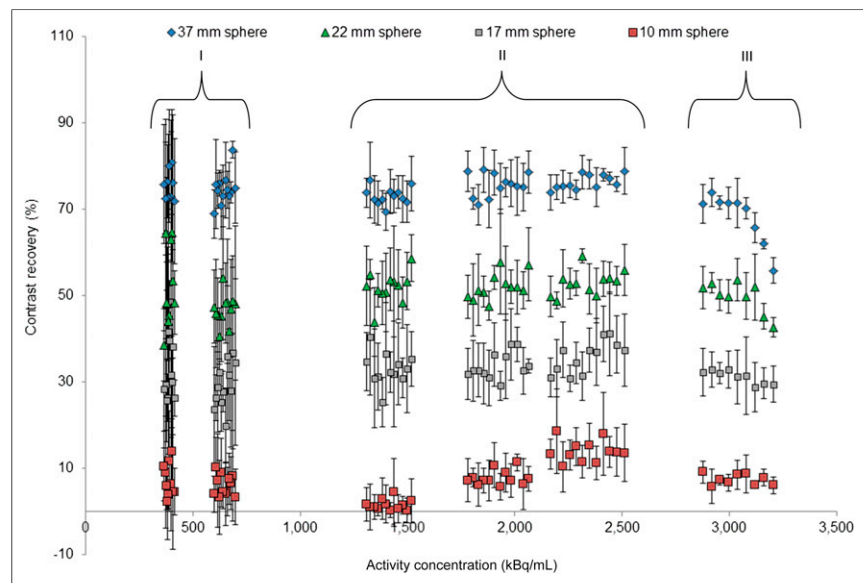 37 mm sphere 22 mm sphere 17 mm sphere 10 mm sphere
I II III
110
90
70
50
30
10
-10
0 500 1,000 1,500 2,000 2,500 3,000 3,500
Contrast recovery (%)
Activity concentration (kBq/mL)